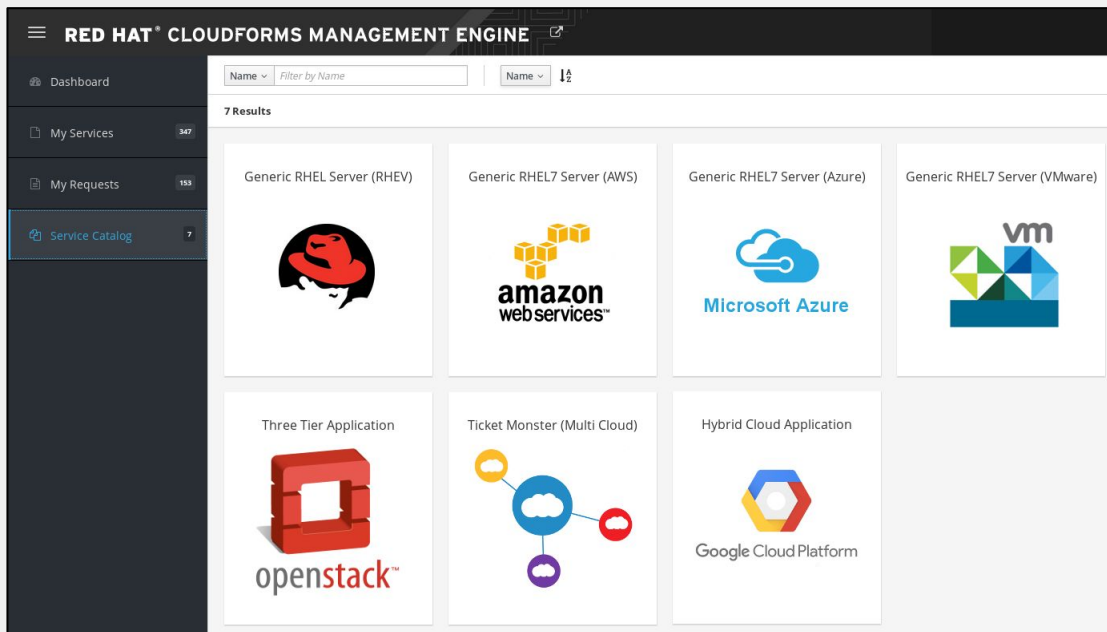 RED HAT® CLOUDFORMS MANAGEMENT ENGINE
Dashboard
My Services 347
My Requests 153
Service Catalog 7
Name Filter by Name Name
7 Results
Generic RHEL Server (RHEV)
Generic RHEL7 Server (AWS)
amazon
webservices™
Generic RHEL7 Server (Azure)
Microsoft Azure
Generic RHEL7 Server (VMware)
vm
Three Tier Application
openstack™
Ticket Monster (Multi Cloud)
Hybrid Cloud Application
Google Cloud Platform